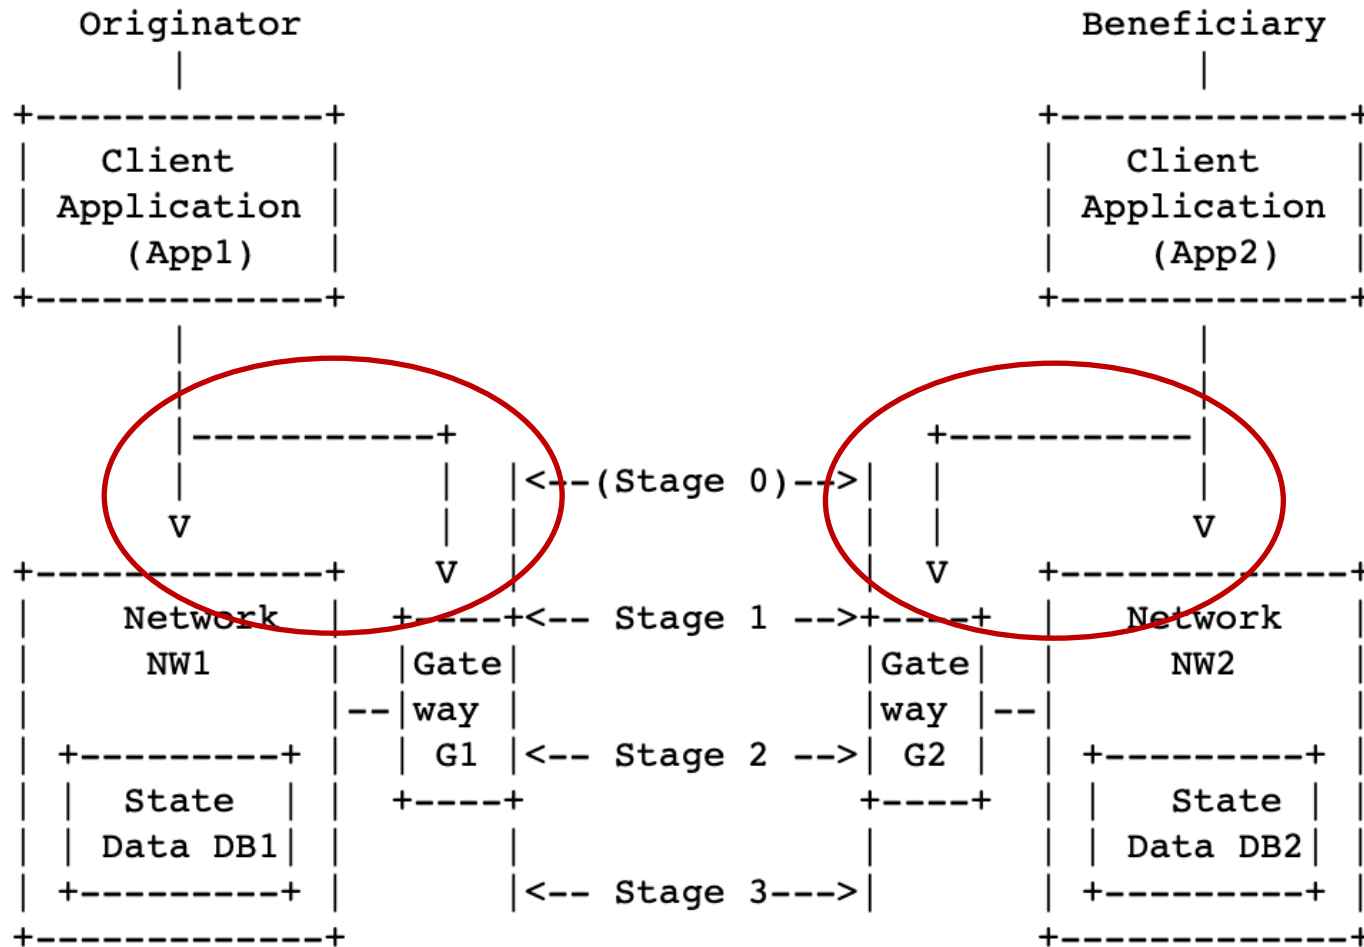 Originator Beneficiary
Client Application (App1)
Client Application (App2)
(Stage 0)
Network NW1
Stage 1
Network NW2
Gate way G1
Gate way G2
Stage 2
State Data DB1
State Data DB2
Stage 3